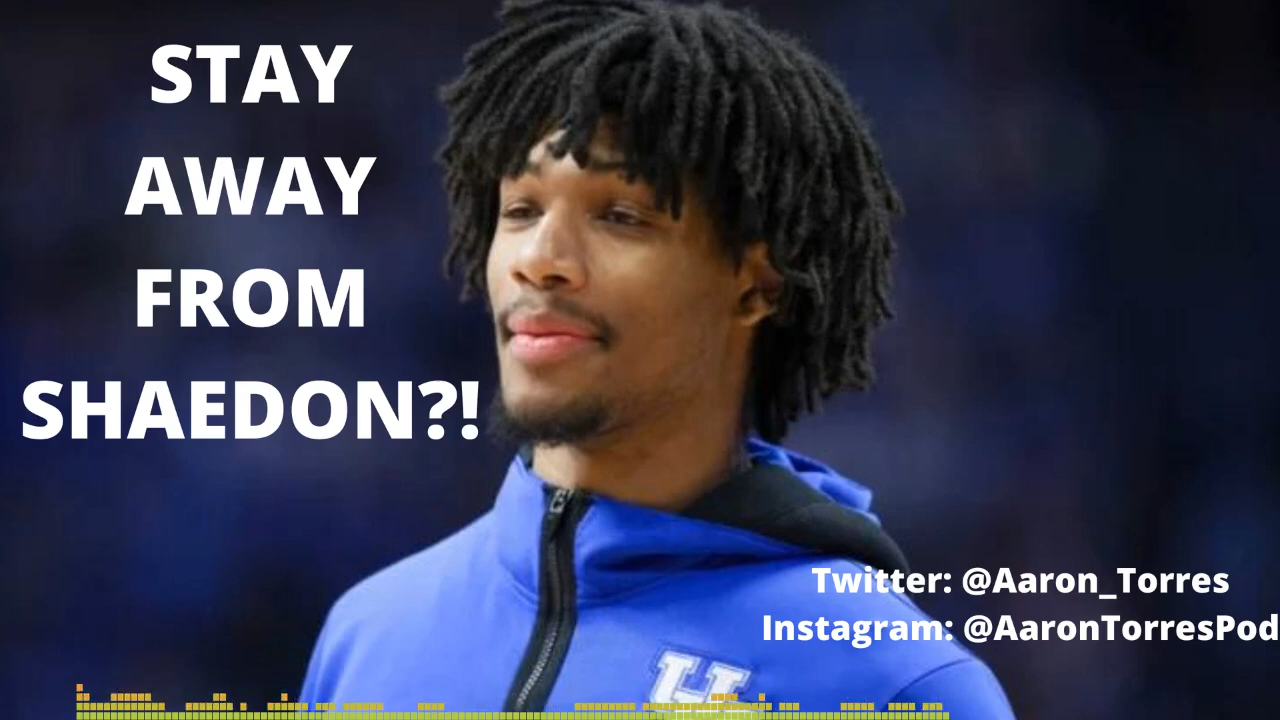 STAY
AWAY
FROM
SHAEDON?!
Twitter: @Aaron_Torres
Instagram: @AaronTorresPod